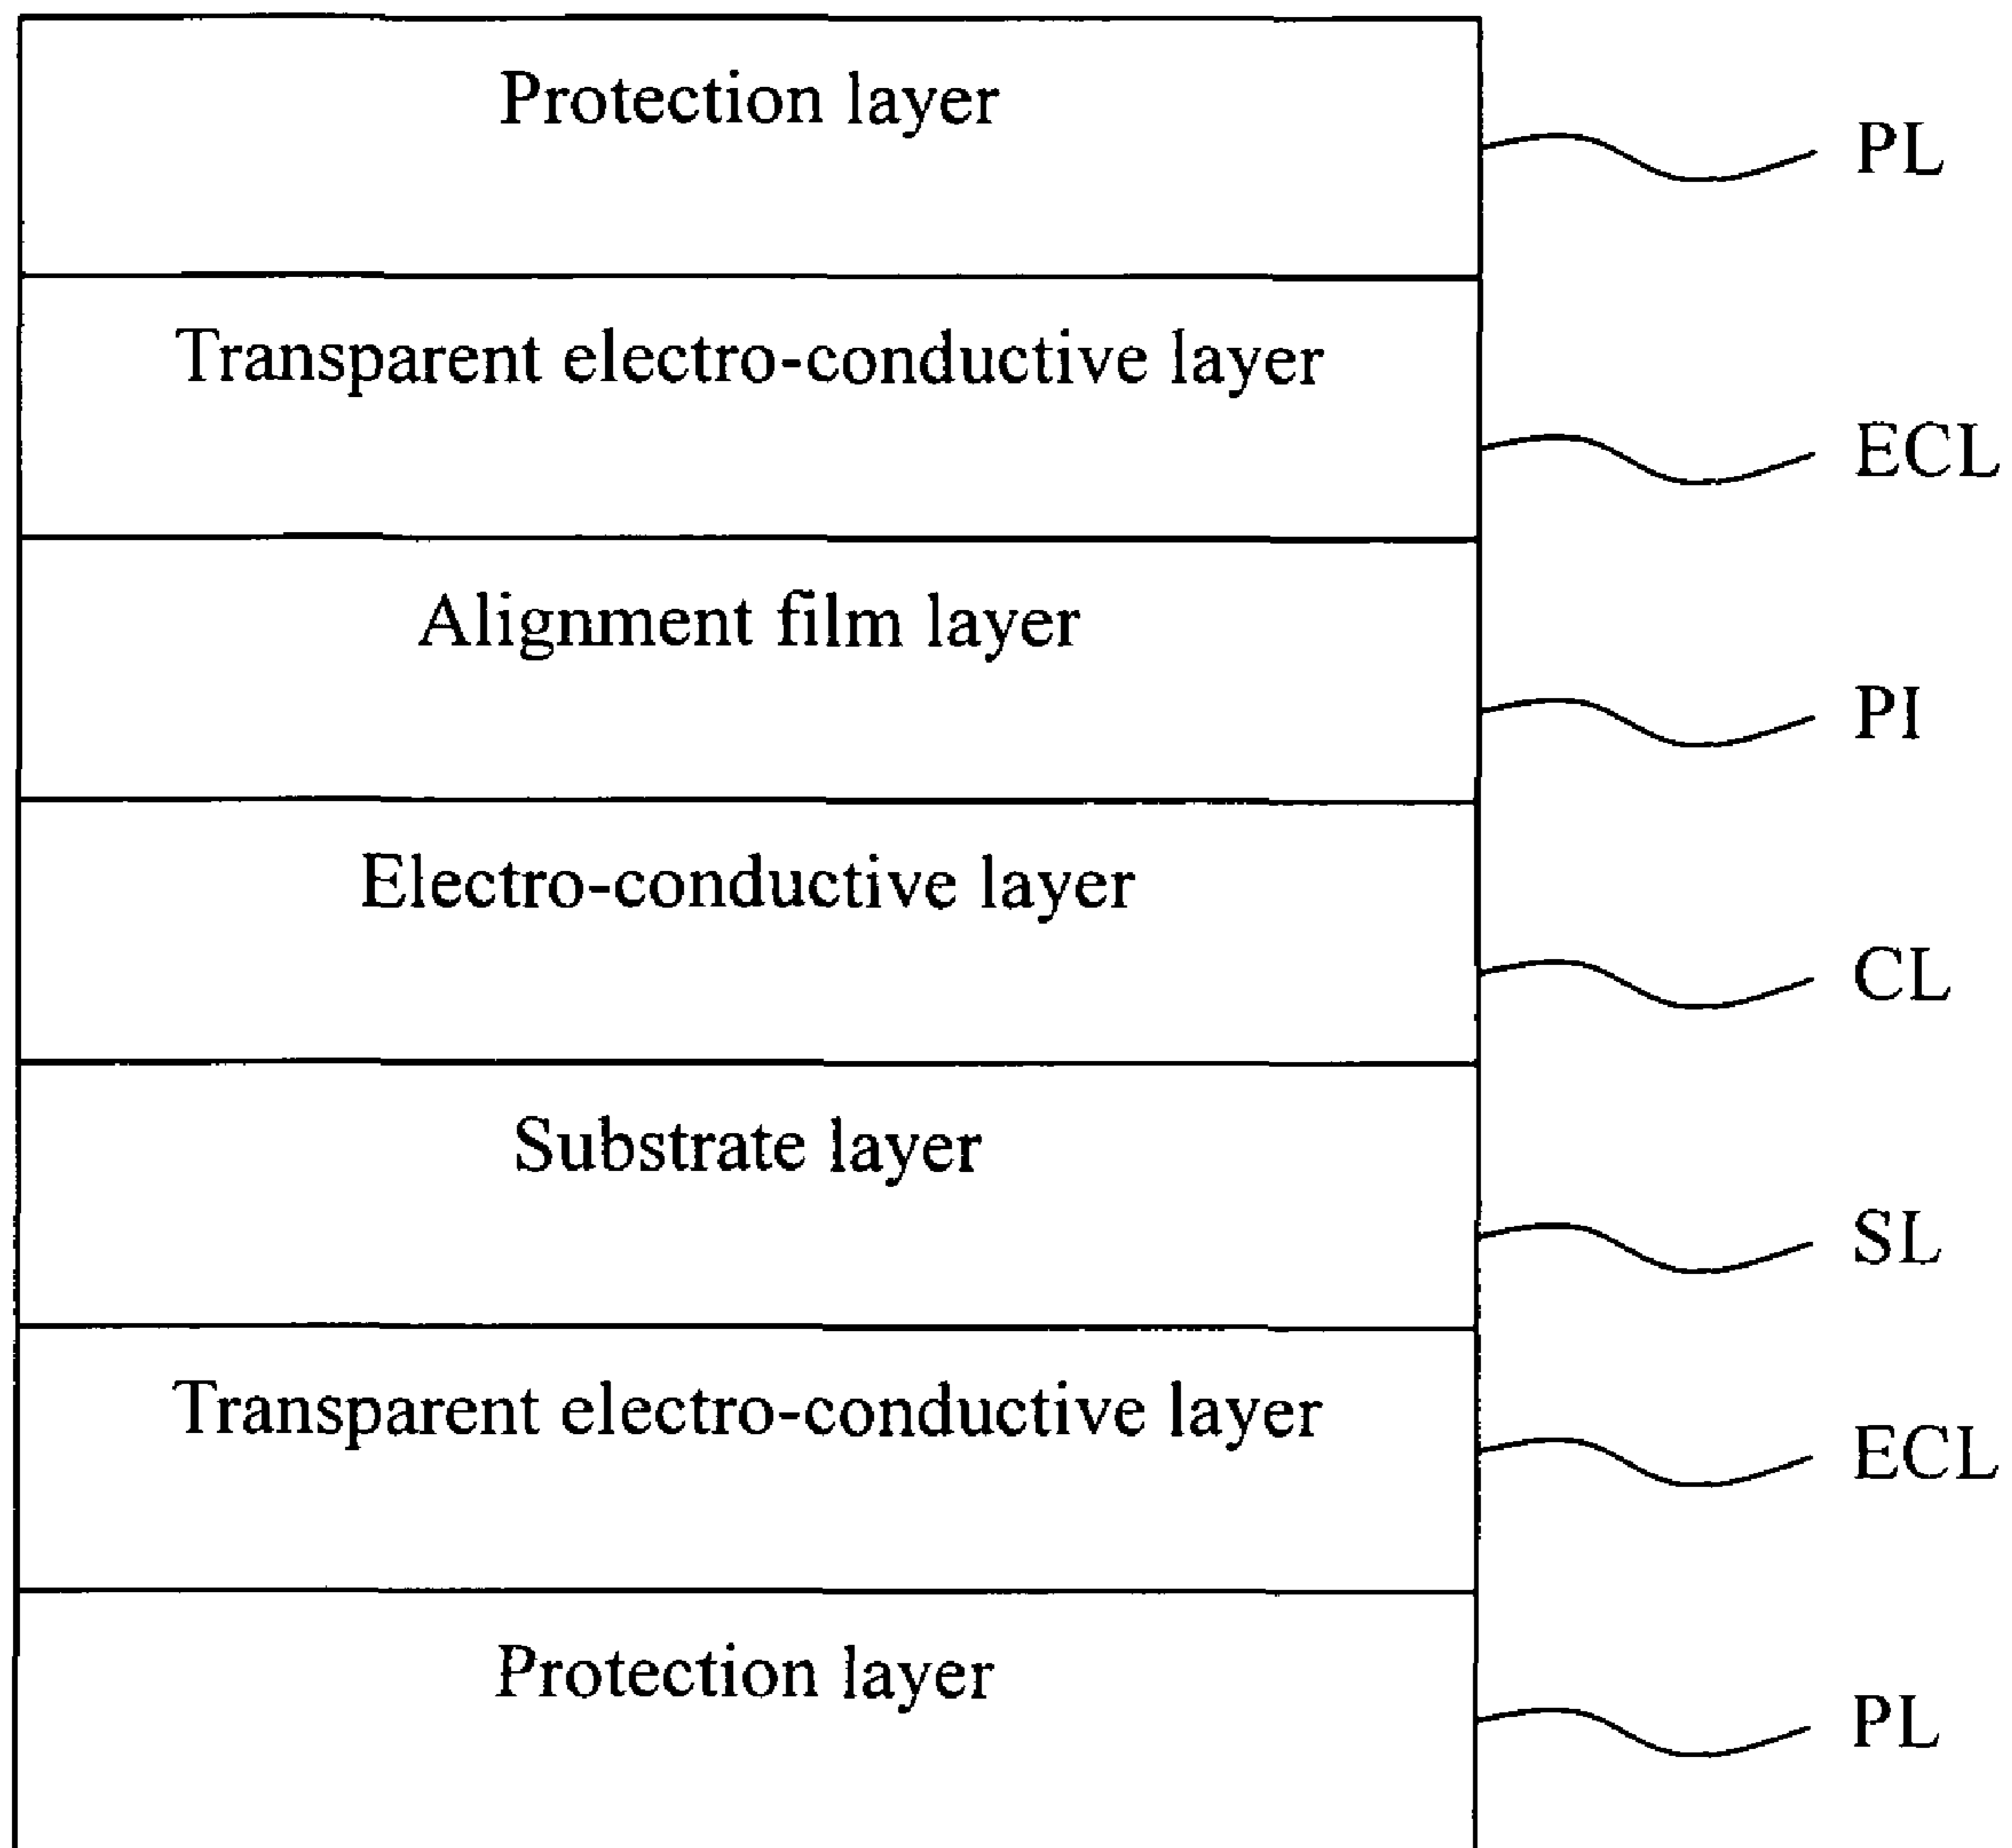 Protection layer
PL
Transparent electro-conductive layer
ECL
Alignment film layer
PI
Electro-conductive layer
CL
Substrate layer
SL
Transparent electro-conductive layer
ECL
Protection layer
PL